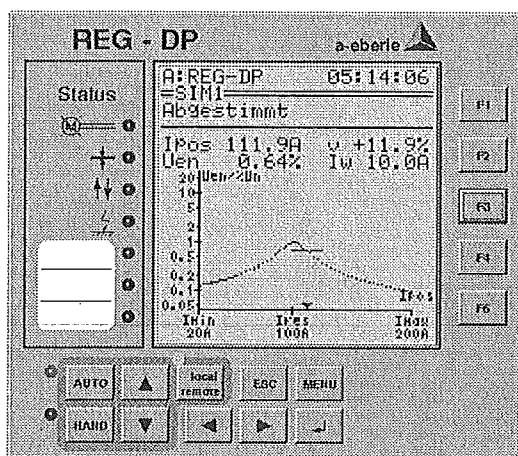 REG - DP
a-eberle
Status
M
A:REG-DP 05:14:06
SIM1
Abgestimmt
IPos 111.9A v +11.9%
Uen 0.64% Iw 10.0A
Uen/%Un
20
10
5
2
1
0.5
0.2
0.1
0.05
IPos
IMin Ires IMax
20A 100A 200A
F1
F2
F3
F4
F5
AUTO
local
remote
ESC
MENU
HAND